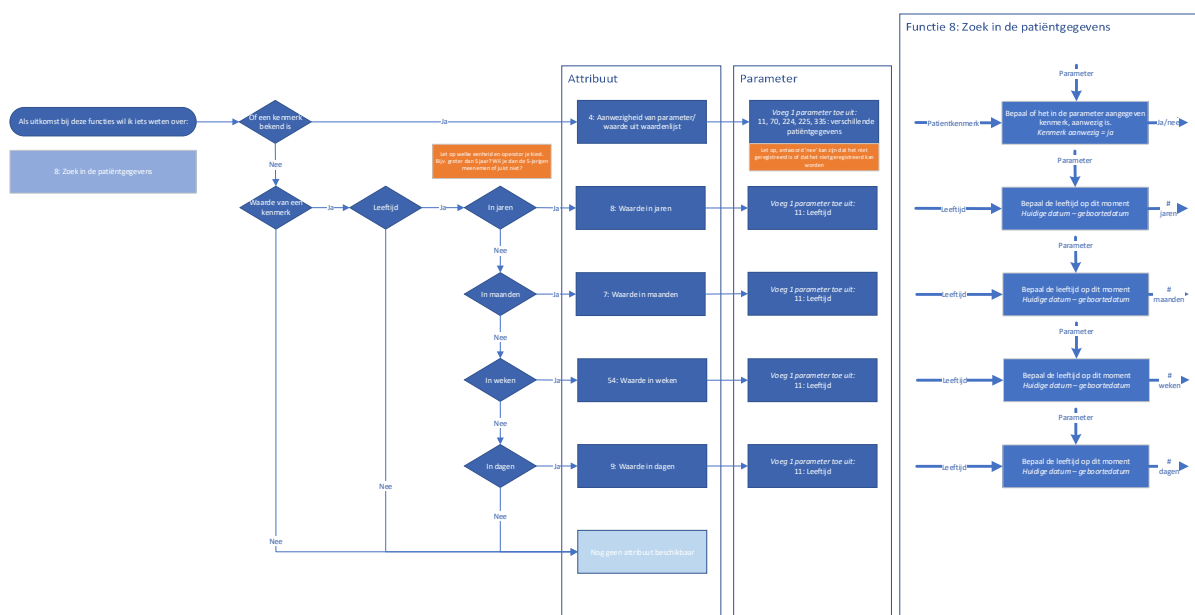 Functie 8: Zoek in de patiëntgegevens
Attribuut
Parameter
Als uitkomst bij deze functies wil ik iets weten over:
8: Zoek in de patiëntgegevens
Of een kenmerk
bekend is
Ja
4: Aanwezigheid van parameter/
waarde uit waardenlijst
Voeg 1 parameter toe uit:
11, 70, 224, 225, 335: verschillende
patiëntgegevens
Let op, antwoord 'nee' kan zijn dat het niet
geregistreerd is of dat het niet geregistreerd kan
worden
Parameter
Patientkenmerk
Bepaal of het in de parameter aangegeven
kenmerk, aanwezig is.
Kenmerk aanwezig = ja
Ja/nee
Nee
Let op welke eenheid en operator je kiest.
Bijv. groter dan 5 jaar? Wil je dan de 5-jarigen
meenemen of juist niet?
Waarde van een
kenmerk
Ja
Leeftijd
Ja
In jaren
Ja
8: Waarde in jaren
Voeg 1 parameter toe uit:
11: Leeftijd
Parameter
Leeftijd
Bepaal de leeftijd op dit moment
Huidige datum – geboortedatum
#
jaren
Nee
In maanden
Ja
7: Waarde in maanden
Voeg 1 parameter toe uit:
11: Leeftijd
Parameter
Leeftijd
Bepaal de leeftijd op dit moment
Huidige datum – geboortedatum
#
maanden
Nee
In weken
Ja
54: Waarde in weken
Voeg 1 parameter toe uit:
11: Leeftijd
Parameter
Leeftijd
Bepaal de leeftijd op dit moment
Huidige datum – geboortedatum
#
weken
Nee
In dagen
Ja
9: Waarde in dagen
Voeg 1 parameter toe uit:
11: Leeftijd
Parameter
Leeftijd
Bepaal de leeftijd op dit moment
Huidige datum – geboortedatum
#
dagen
Nee
Nee
Nee
Nog geen attribuut beschikbaar